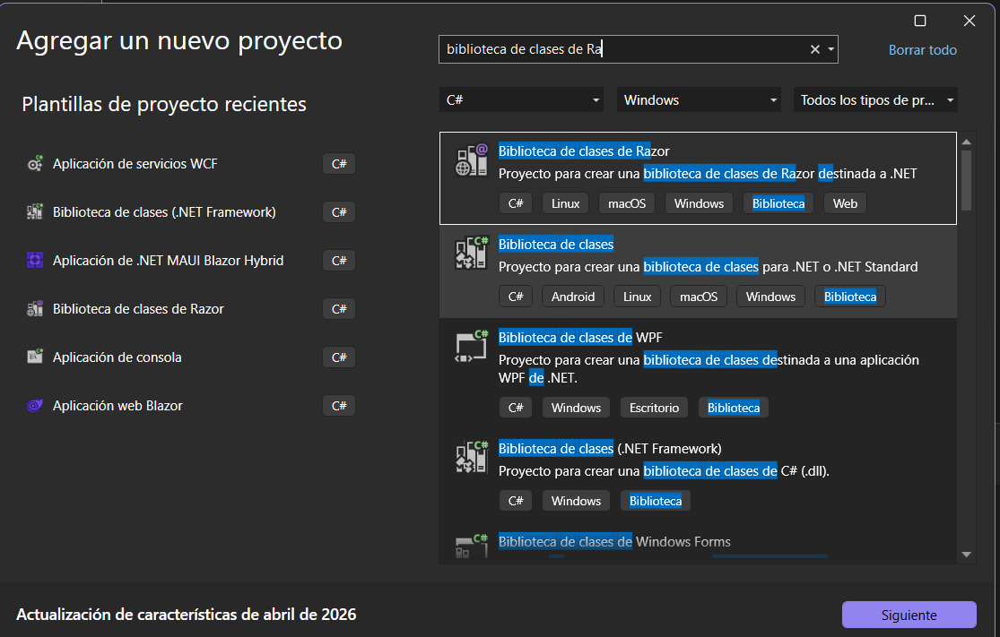 Agregar un nuevo proyecto
biblioteca de clases de Ra
Borrar todo
Plantillas de proyecto recientes
C#
Windows
Todos los tipos de pr...
Aplicación de servicios WCF
C#
Biblioteca de clases (.NET Framework)
C#
Aplicación de .NET MAUI Blazor Hybrid
C#
Biblioteca de clases de Razor
C#
Aplicación de consola
C#
Aplicación web Blazor
C#
Biblioteca de clases de Razor
Proyecto para crear una biblioteca de clases de Razor destinada a .NET
C# Linux macOS Windows Biblioteca Web
Biblioteca de clases
Proyecto para crear una biblioteca de clases para .NET o .NET Standard
C# Android Linux macOS Windows Biblioteca
Biblioteca de clases de WPF
Proyecto para crear una biblioteca de clases destinada a una aplicación
WPF de .NET.
C# Windows Escritorio Biblioteca
Biblioteca de clases (.NET Framework)
Proyecto para crear una biblioteca de clases de C# (.dll).
C# Windows Biblioteca
Biblioteca de clases de Windows Forms
Actualización de características de abril de 2026
Siguiente